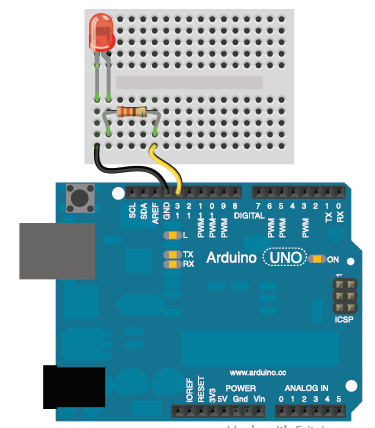 SCL
SDA
AREF
GND
13
12
PWM 11
PWM 10
PWM 9
8
DIGITAL
7
PWM 6
PWM 5
4
PWM 3
2
TX 1
RX 0
L
TX
RX
Arduino UNO
ON
1
ICSP
www.arduino.cc
POWER
ANALOG IN
IOREF
RESET
3V3
5V
Gnd
Vin
0 1 2 3 4 5